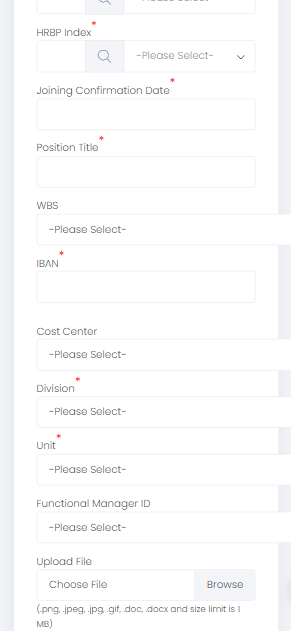 HRBP Index*
-Please Select-
Joining Confirmation Date*
Position Title*
WBS
-Please Select-
IBAN*
Cost Center
-Please Select-
Division*
-Please Select-
Unit*
-Please Select-
Functional Manager ID
-Please Select-
Upload File
Choose File Browse
(.png, .jpeg, .jpg, .gif, .doc, .docx and size limit is 1
MB)